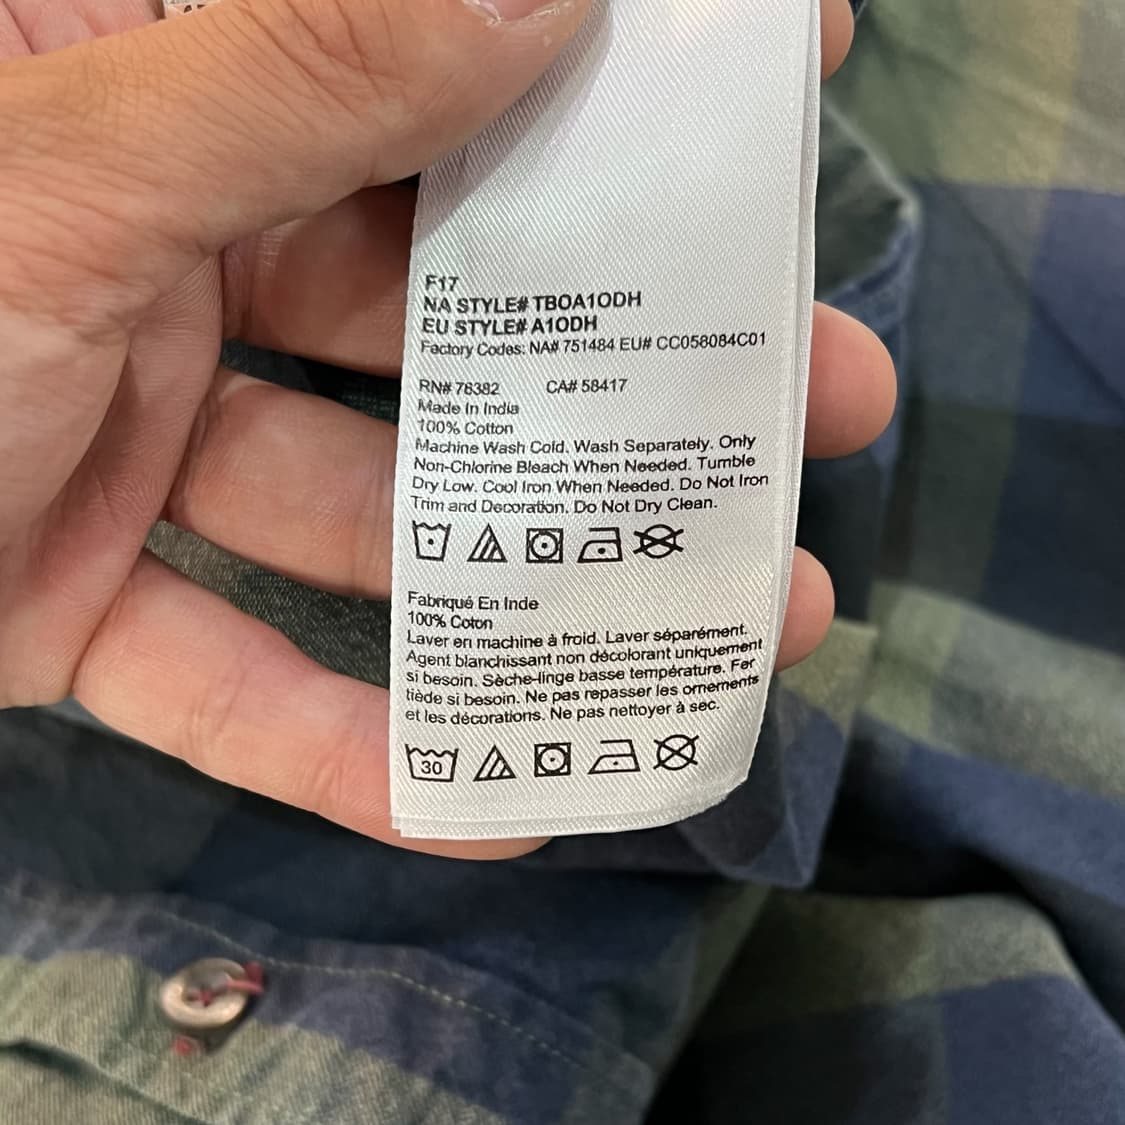 F17
NA STYLE# TBOA1ODH
EU STYLE# A1ODH
Factory Codes: NA# 751484 EU# CC058084C01
RN# 76382 CA# 58417
Made In India
100% Cotton
Machine Wash Cold. Wash Separately. Only
Non-Chlorine Bleach When Needed. Tumble
Dry Low. Cool Iron When Needed. Do Not Iron
Trim and Decoration. Do Not Dry Clean.
Fabriqué En Inde
100% Coton
Laver en machine à froid. Laver séparément.
Agent blanchissant non décolorant uniquement
si besoin. Sèche-linge basse température. Fer
tiède si besoin. Ne pas repasser les ornements
et les décorations. Ne pas nettoyer à sec.
30